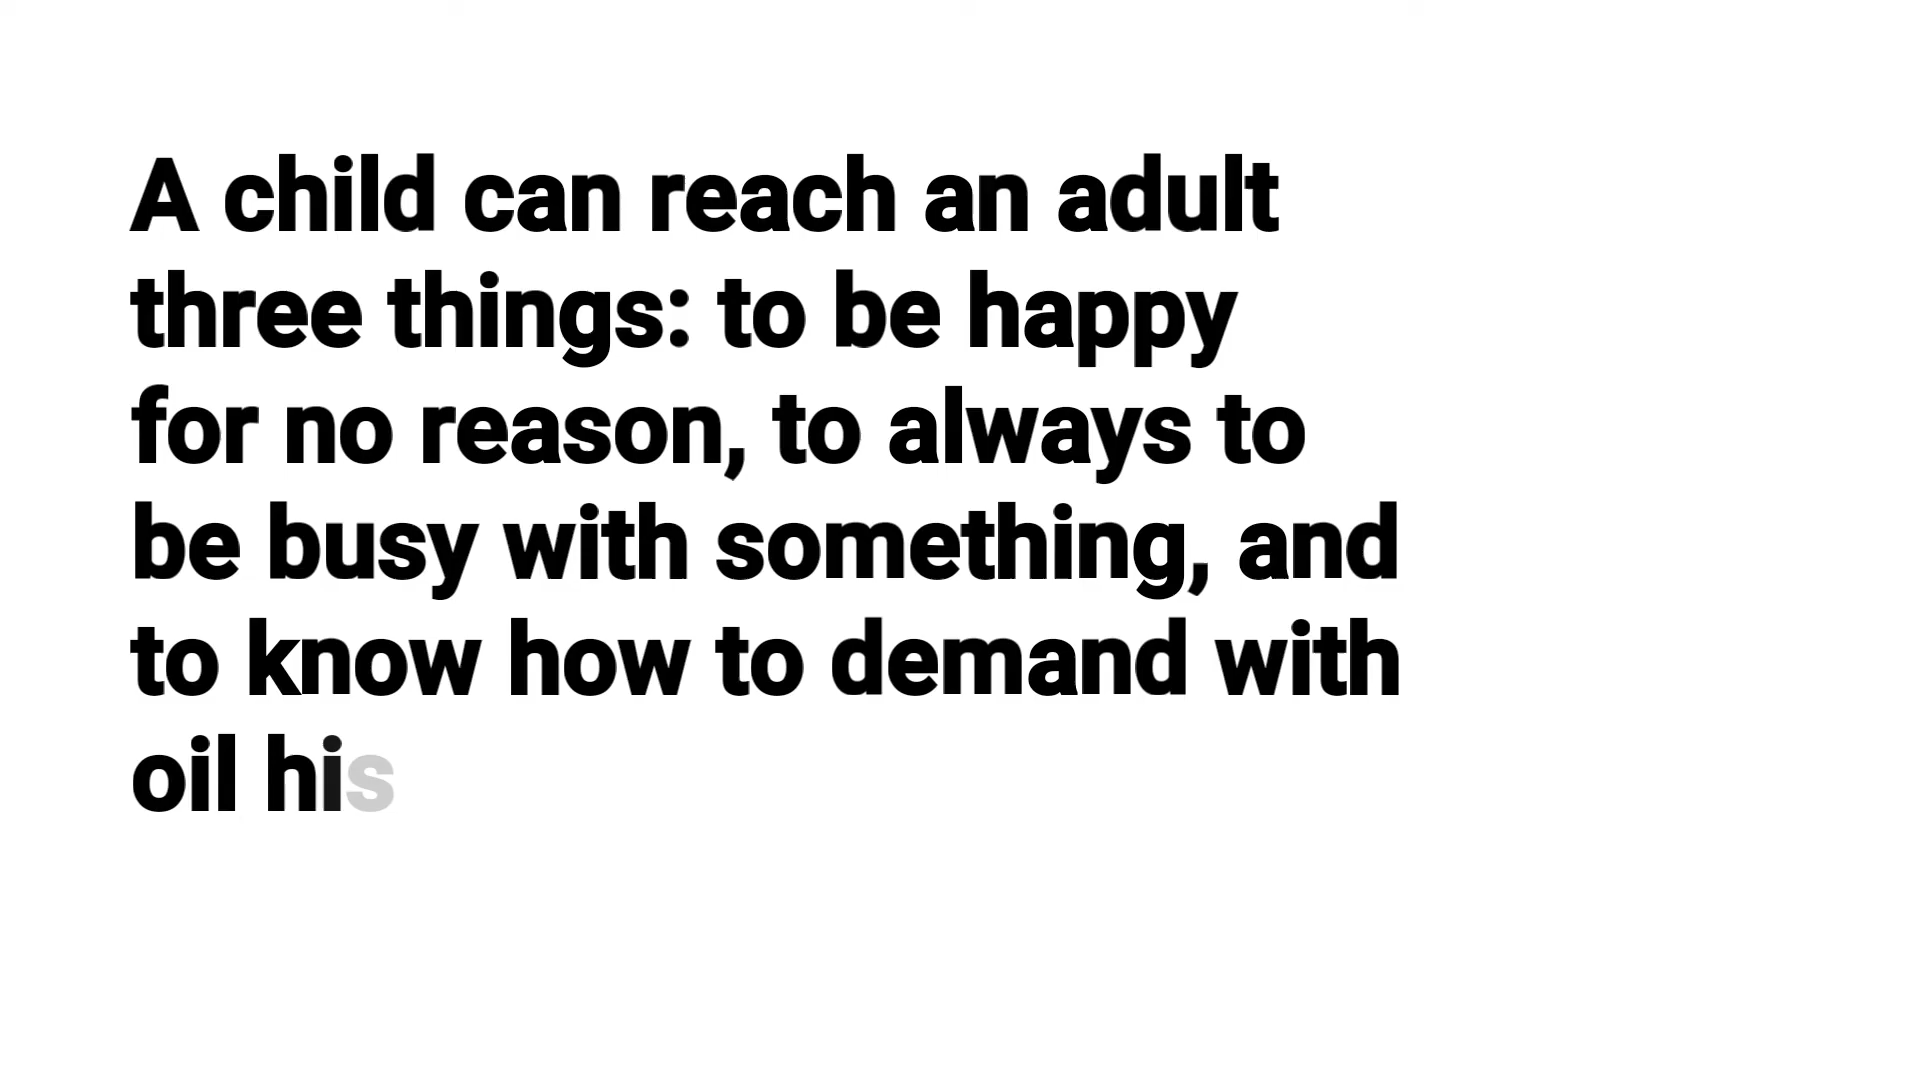 A child can reach an adult
three things: to be happy
for no reason, to always to
be busy with something, and
to know how to demand with
oil his